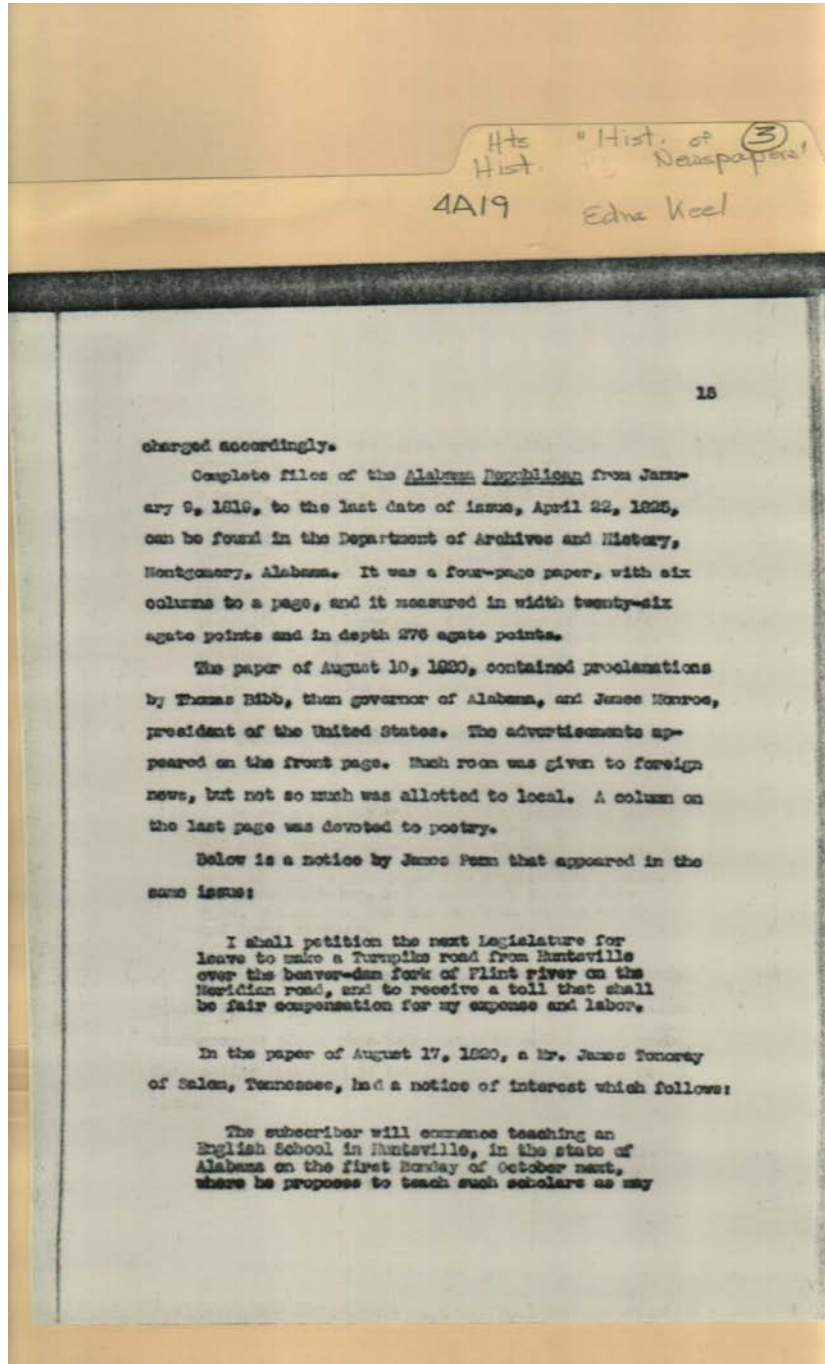 Hts "Hist. of ③
Hist. Newspapers"
4A19 Edna Keel
15
charged accordingly.
Complete files of the Alabama Republican from Janu-
ary 9, 1819, to the last date of issue, April 22, 1825,
can be found in the Department of Archives and History,
Montgomery, Alabama. It was a four-page paper, with six
columns to a page, and it measured in width twenty-six
agate points and in depth 276 agate points.
The paper of August 10, 1820, contained proclamations
by Thomas Bibb, then governor of Alabama, and James Monroe,
president of the United States. The advertisements ap-
peared on the front page. Much room was given to foreign
news, but not so much was allotted to local. A column on
the last page was devoted to poetry.
Below is a notice by James Penn that appeared in the
same issue:
I shall petition the next Legislature for
leave to make a Turnpike road from Huntsville
over the beaver-dam fork of Flint river on the
Meridian road, and to receive a toll that shall
be fair compensation for my expense and labor.
In the paper of August 17, 1820, a Mr. James
of Salem, Tennessee, had a notice of interest which follows:
The subscriber will commence teaching an
English School in Huntsville, in the state of
Alabama on the first Monday of October next,
where he proposes to teach such scholars as may